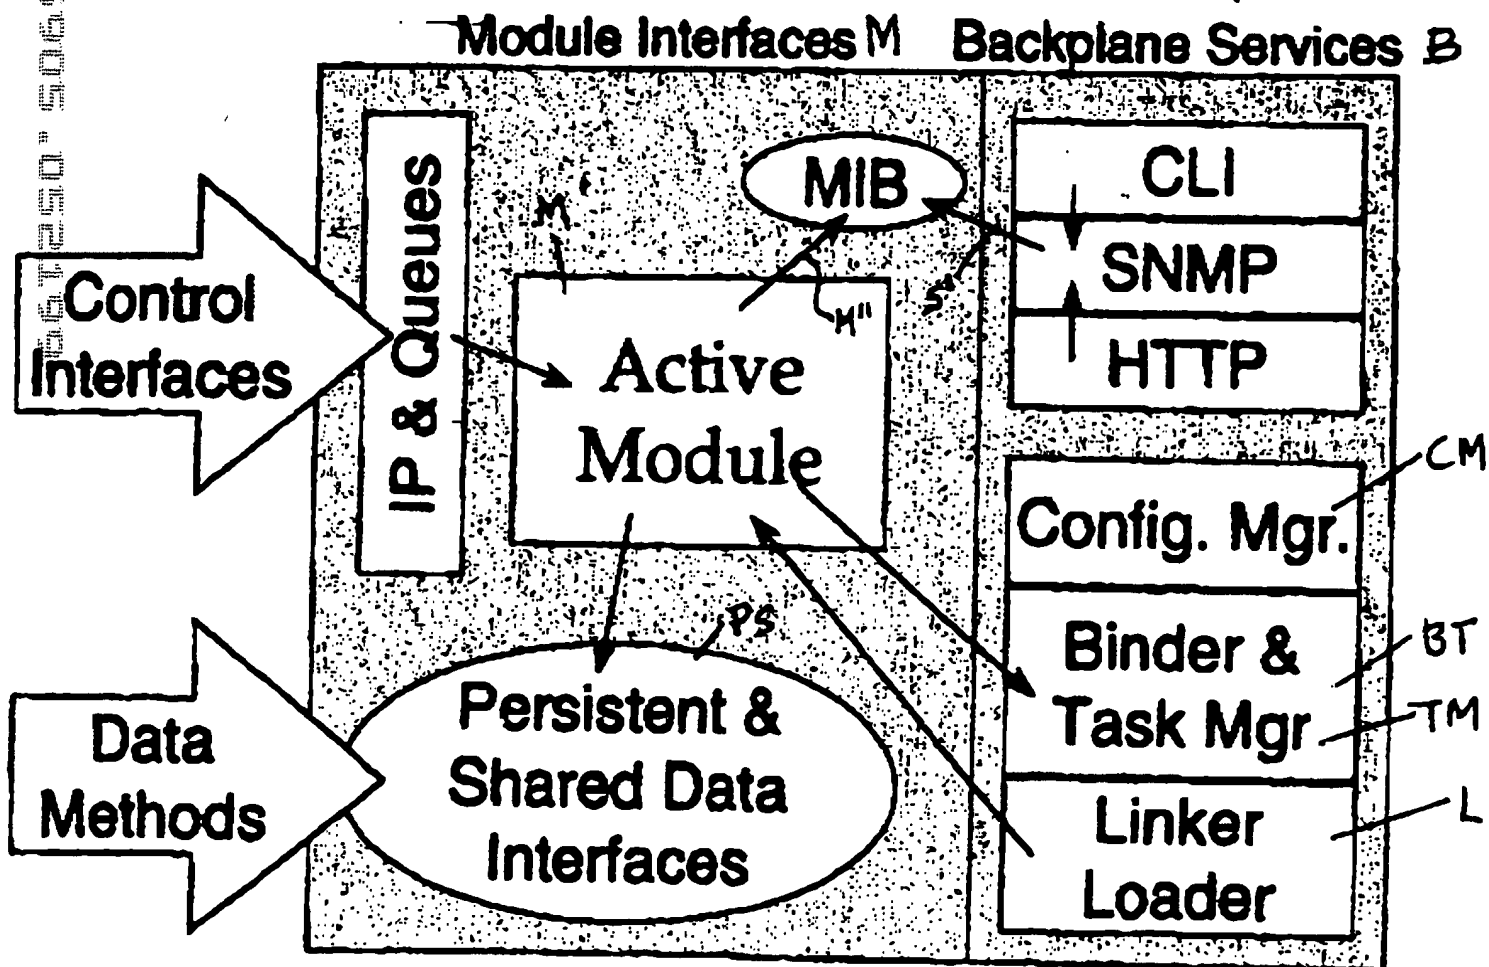 Module Interfaces M
Backplane Services B
Control
Interfaces
IP & Queues
M'
MIB
M"
S'
Active
Module
CLI
SNMP
HTTP
Config. Mgr.
CM
Binder &
Task Mgr
BT
TM
Linker
Loader
L
PS
Persistent &
Shared Data
Interfaces
Data
Methods